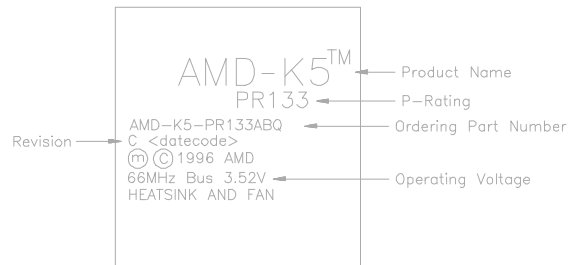 AMD-K5™
Product Name
PR133
P-Rating
AMD-K5-PR133ABQ
Ordering Part Number
Revision
C <datecode>
ⓜ © 1996 AMD
66MHz Bus 3.52V
Operating Voltage
HEATSINK AND FAN